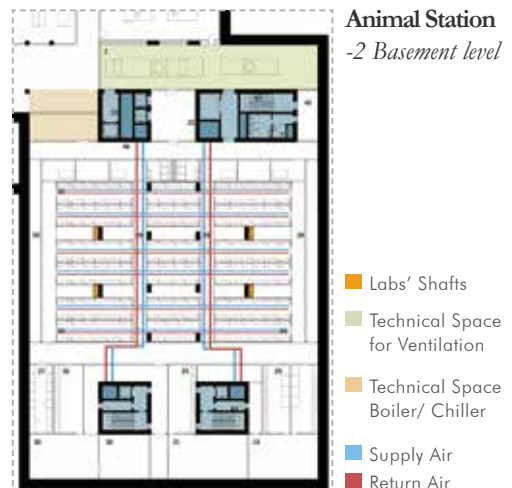 Animal Station
-2 Basement level
Labs' Shafts
Technical Space
for Ventilation
Technical Space
Boiler/ Chiller
Supply Air
Return Air